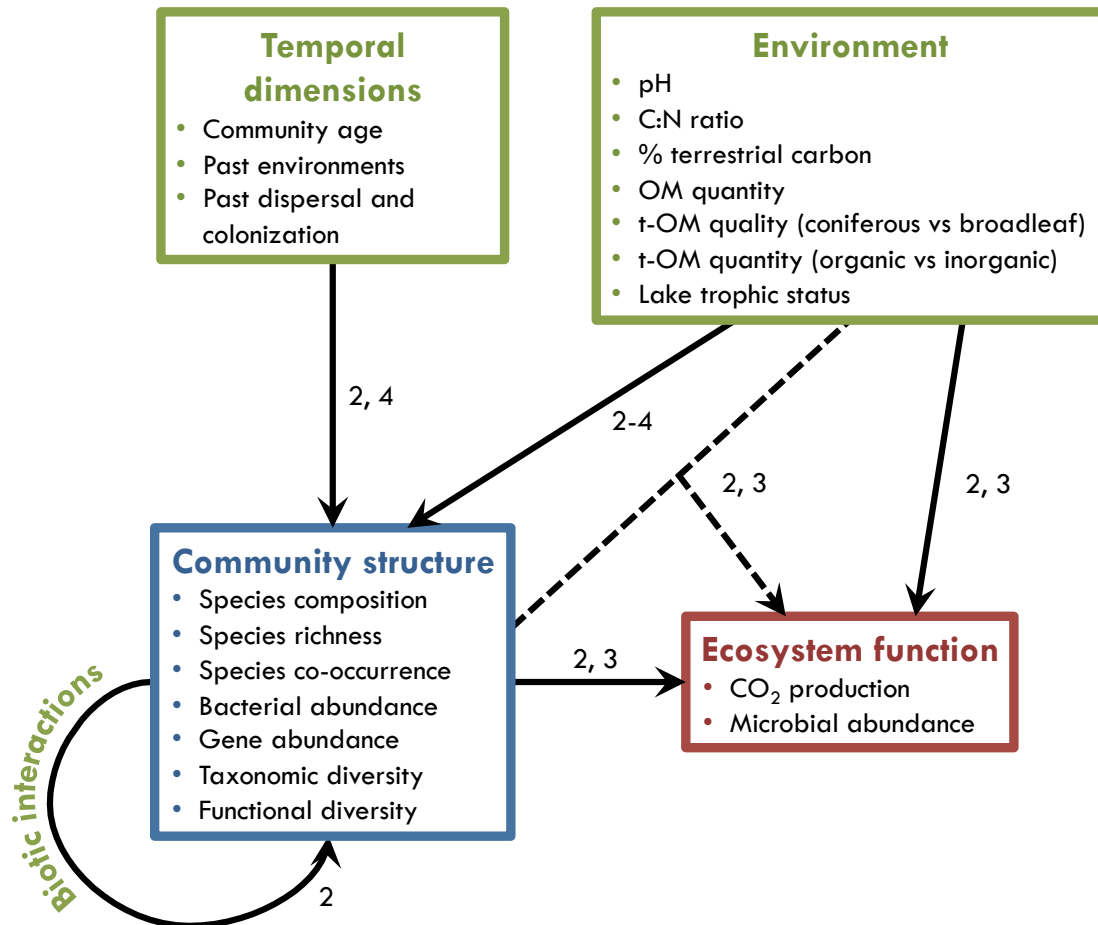 Temporal
dimensions
• Community age
• Past environments
• Past dispersal and
colonization
Environment
• pH
• C:N ratio
• % terrestrial carbon
• OM quantity
• t-OM quality (coniferous vs broadleaf)
• t-OM quantity (organic vs inorganic)
• Lake trophic status
2, 4
2-4
2, 3
2, 3
Community structure
• Species composition
• Species richness
• Species co-occurrence
• Bacterial abundance
• Gene abundance
• Taxonomic diversity
• Functional diversity
2, 3
Ecosystem function
• CO₂ production
• Microbial abundance
Biotic interactions
2